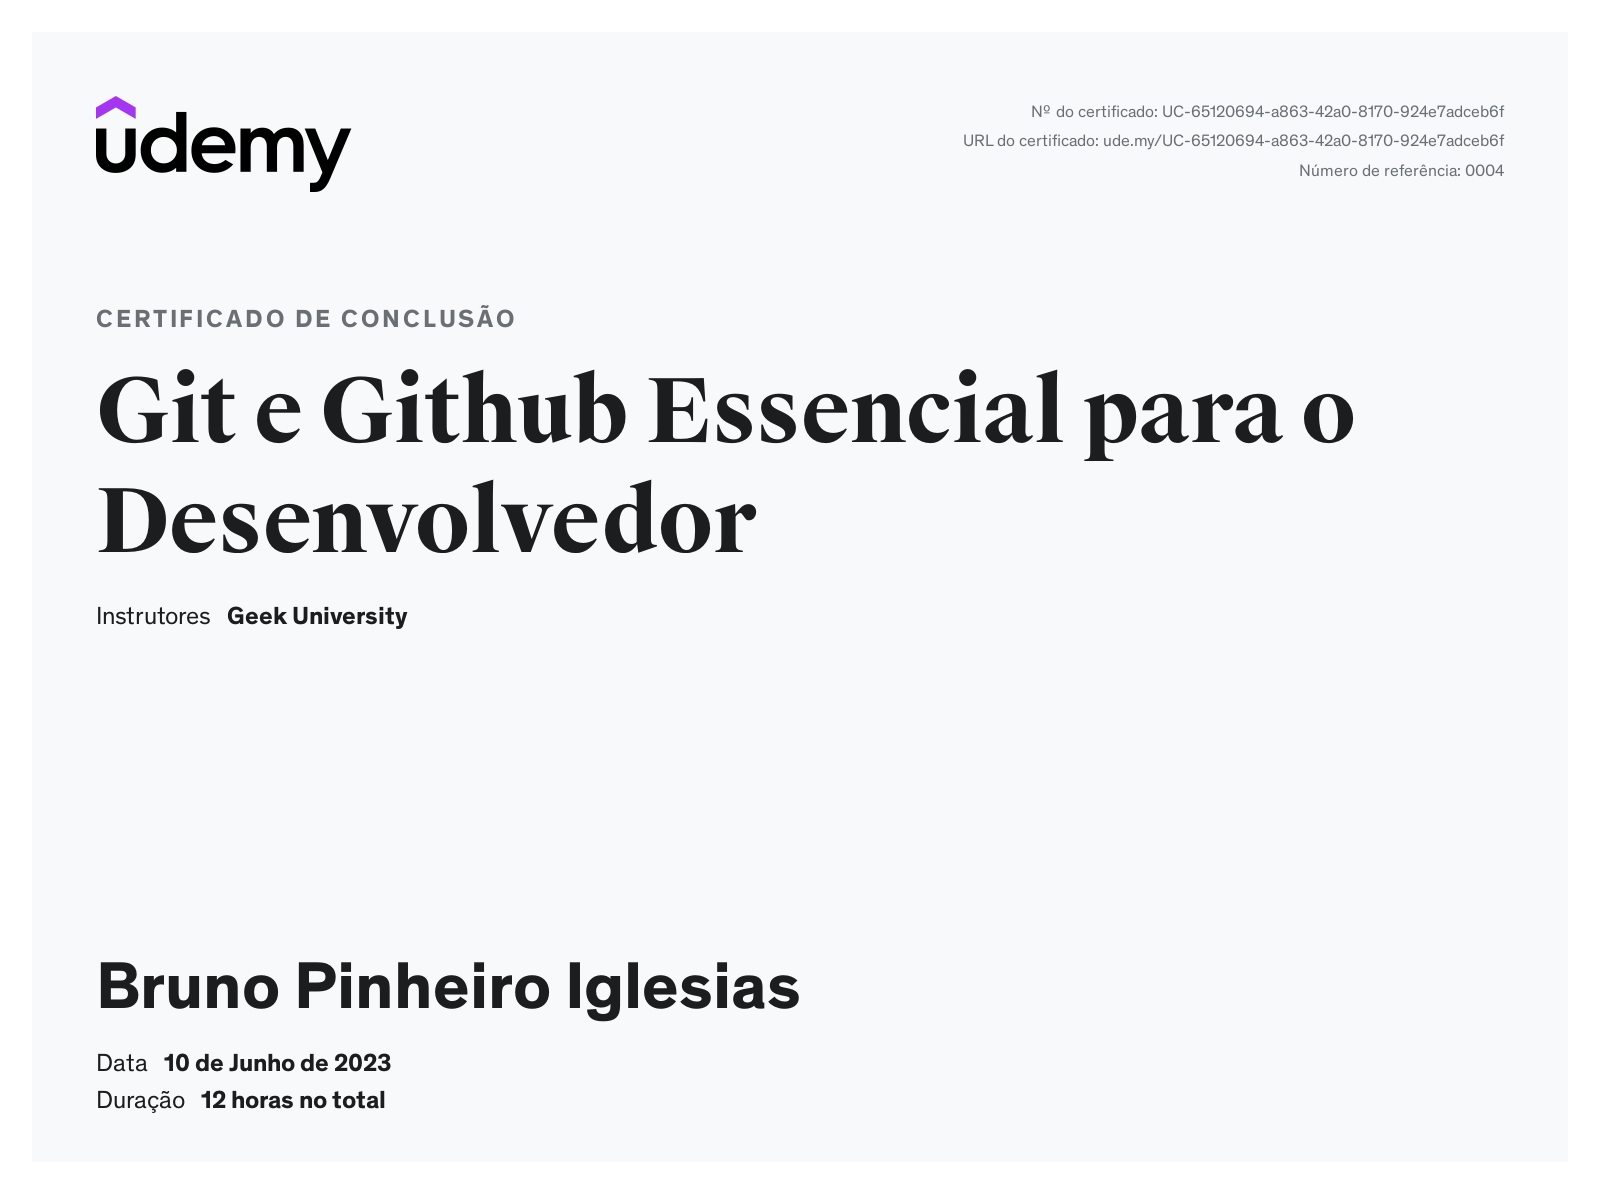 udemy
Nº do certificado: UC-65120694-a863-42a0-8170-924e7adceb6f
URL do certificado: ude.my/UC-65120694-a863-42a0-8170-924e7adceb6f
Número de referência: 0004
CERTIFICADO DE CONCLUSÃO
Git e Github Essencial para o
Desenvolvedor
Instrutores Geek University
Bruno Pinheiro Iglesias
Data 10 de Junho de 2023
Duração 12 horas no total